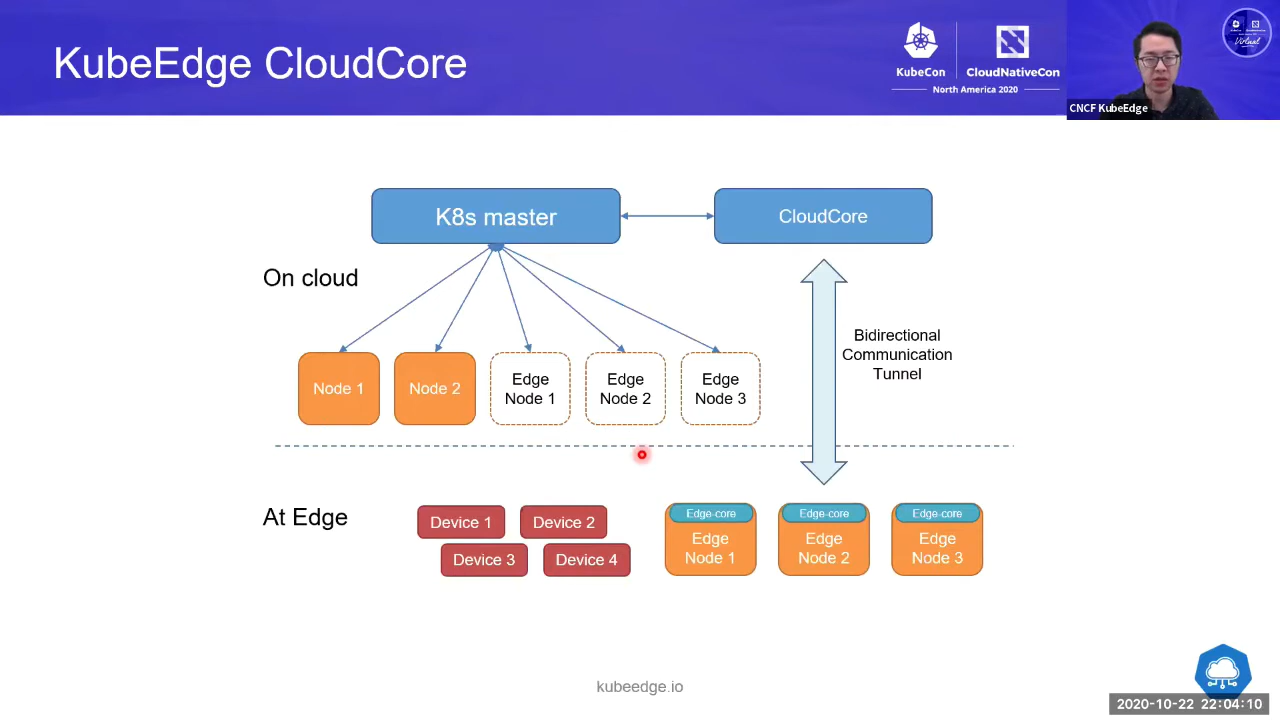 KubeEdge CloudCore
KubeCon
CloudNativeCon
North America 2020
Virtual
CNCF KubeEdge
K8s master
CloudCore
On cloud
Bidirectional
Communication
Tunnel
Node 1
Node 2
Edge
Node 1
Edge
Node 2
Edge
Node 3
At Edge
Device 1
Device 2
Device 3
Device 4
Edge-core
Edge
Node 1
Edge-core
Edge
Node 2
Edge-core
Edge
Node 3
kubeedge.io
2020-10-22 22:04:10